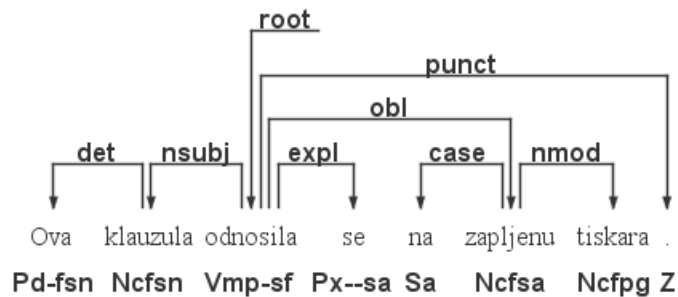 root
punct
obl
det nsubj expl case nmod
Ova klauzula odnosila se na zapljenu tiskara .
Pd-fsn Ncfsn Vmp-sf Px--sa Sa Ncfsa Ncfpg Z